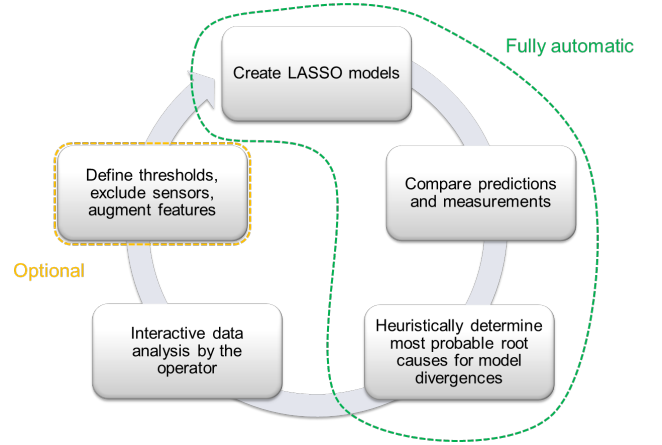 Create LASSO models
Fully automatic
Compare predictions
and measurements
Heuristically determine
most probable root
causes for model
divergences
Interactive data
analysis by the
operator
Define thresholds,
exclude sensors,
augment features
Optional